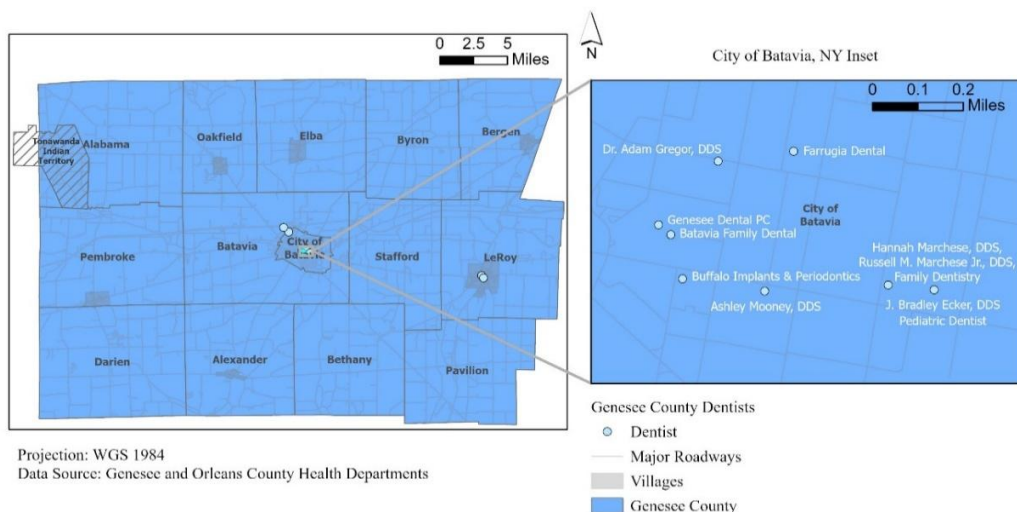 0 2.5 5
Miles
N
City of Batavia, NY Inset
Tonawanda
Indian
Territory
Alabama
Oakfield
Elba
Byron
Bergen
Pembroke
Batavia
City of
Batavia
Stafford
LeRoy
Darien
Alexander
Bethany
Pavilion
0 0.1 0.2
Miles
Dr. Adam Gregor, DDS
Farrugia Dental
City of
Batavia
Genesee Dental PC
Batavia Family Dental
Hannah Marchese, DDS,
Russell M. Marchese Jr., DDS,
Family Dentistry
Buffalo Implants & Periodontics
Ashley Mooney, DDS
J. Bradley Ecker, DDS
Pediatric Dentist
Genesee County Dentists
Dentist
Major Roadways
Villages
Genesee County
Projection: WGS 1984
Data Source: Genesee and Orleans County Health Departments